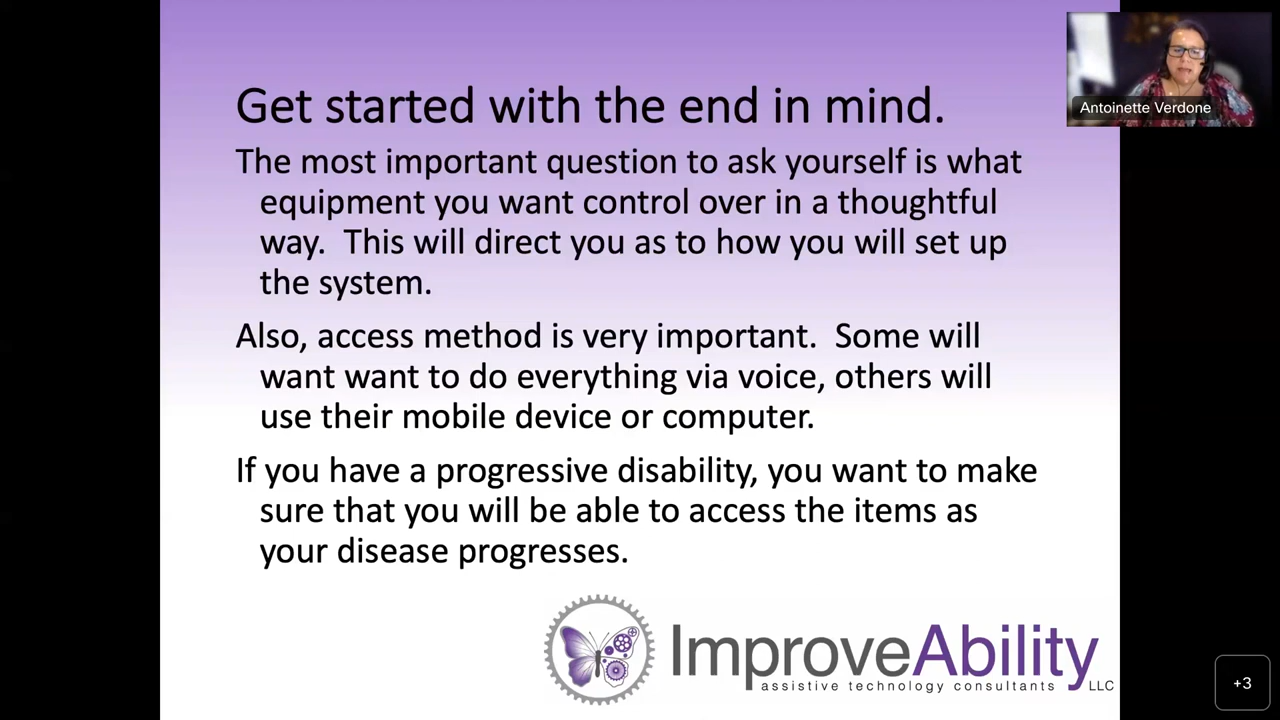 Get started with the end in mind.
The most important question to ask yourself is what
equipment you want control over in a thoughtful
way.  This will direct you as to how you will set up
the system.
Also, access method is very important.  Some will
want want to do everything via voice, others will
use their mobile device or computer.
If you have a progressive disability, you want to make
sure that you will be able to access the items as
your disease progresses.
Antoinette Verdone
ImproveAbility
assistive technology consultants LLC
+3